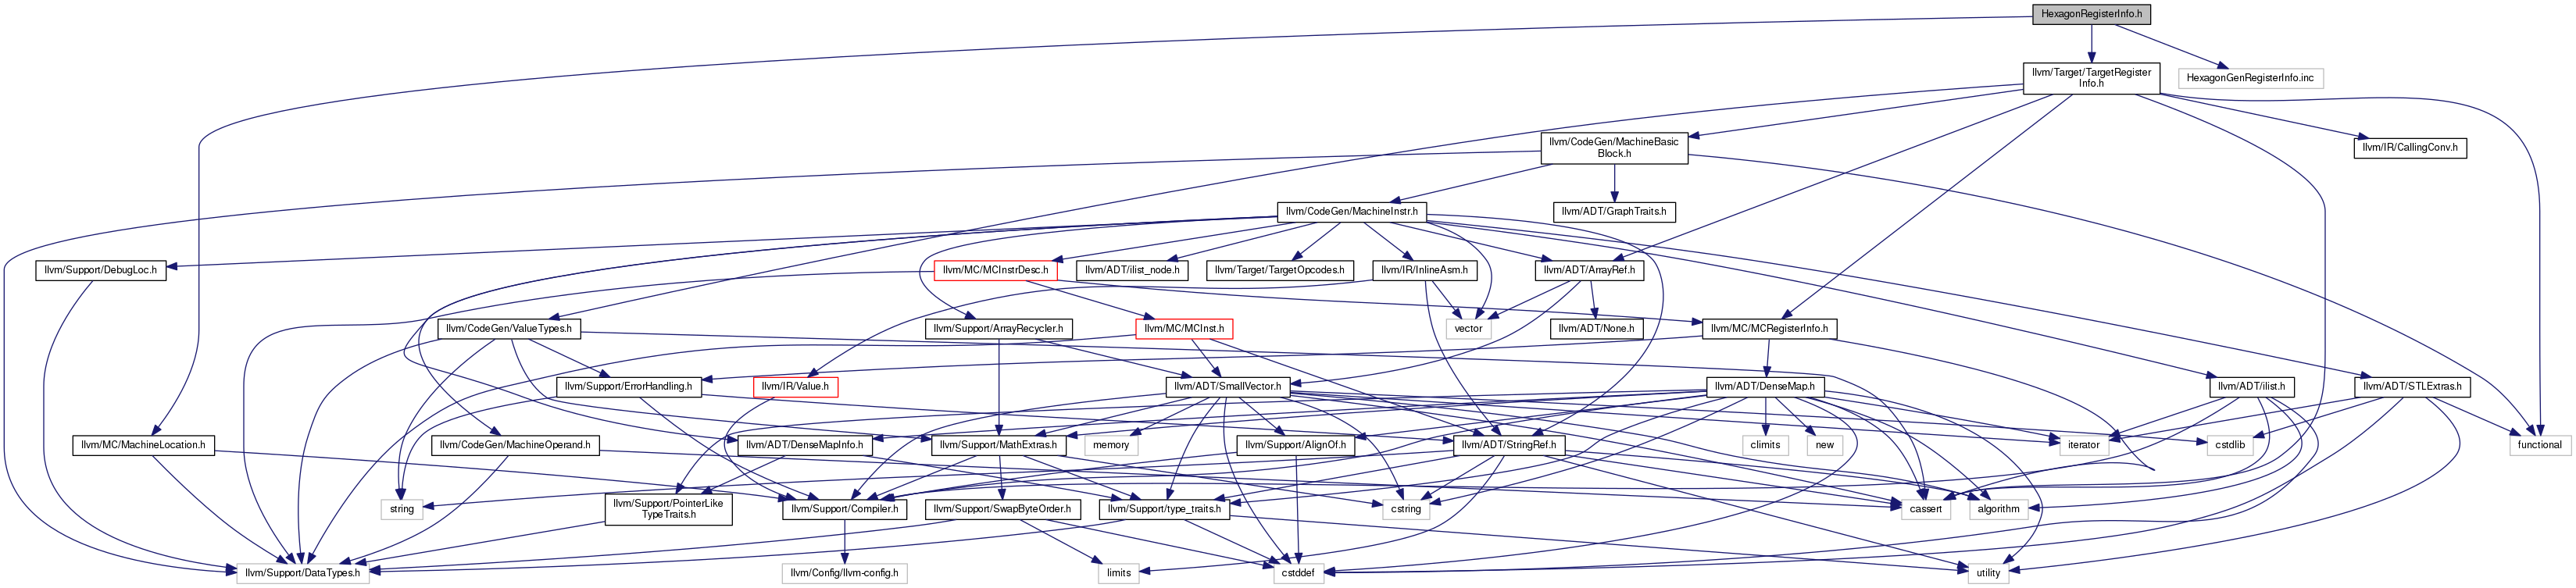 HexagonRegisterInfo.h
llvm/Target/TargetRegister
Info.h
HexagonGenRegisterInfo.inc
llvm/CodeGen/MachineBasic
Block.h
llvm/IR/CallingConv.h
llvm/CodeGen/MachineInstr.h
llvm/ADT/GraphTraits.h
llvm/Support/DebugLoc.h
llvm/MC/MCInstrDesc.h
llvm/ADT/ilist_node.h
llvm/Target/TargetOpcodes.h
llvm/IR/InlineAsm.h
llvm/ADT/ArrayRef.h
llvm/CodeGen/ValueTypes.h
llvm/Support/ArrayRecycler.h
llvm/MC/MCInst.h
vector
llvm/ADT/None.h
llvm/MC/MCRegisterInfo.h
llvm/Support/ErrorHandling.h
llvm/IR/Value.h
llvm/ADT/SmallVector.h
llvm/ADT/DenseMap.h
llvm/ADT/ilist.h
llvm/ADT/STLExtras.h
llvm/MC/MachineLocation.h
llvm/CodeGen/MachineOperand.h
llvm/ADT/DenseMapInfo.h
llvm/Support/MathExtras.h
memory
llvm/Support/AlignOf.h
llvm/ADT/StringRef.h
climits
new
iterator
cstdlib
functional
string
llvm/Support/PointerLike
TypeTraits.h
llvm/Support/Compiler.h
llvm/Support/SwapByteOrder.h
llvm/Support/type_traits.h
cstring
cassert
algorithm
llvm/Support/DataTypes.h
llvm/Config/llvm-config.h
limits
cstddef
utility